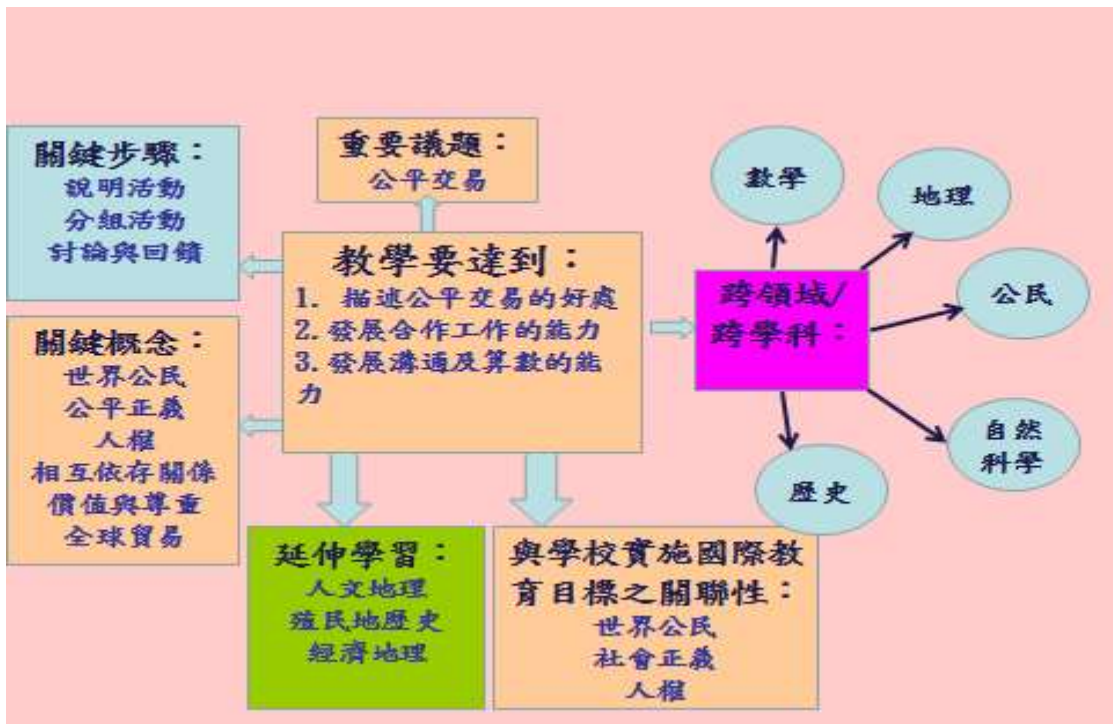 關鍵步驟：
說明活動
分組活動
討論與回饋
重要議題：
公平交易
教學要達到：
1. 描述公平交易的好處
2. 發展合作工作的能力
3. 發展溝通及算數的能
力
關鍵概念：
世界公民
公平正義
人權
相互依存關係
價值與尊重
全球貿易
跨領域/
跨學科：
數學
地理
公民
自然
科學
歷史
延伸學習：
人文地理
殖民地歷史
經濟地理
與學校實施國際教
育目標之關聯性：
世界公民
社會正義
人權